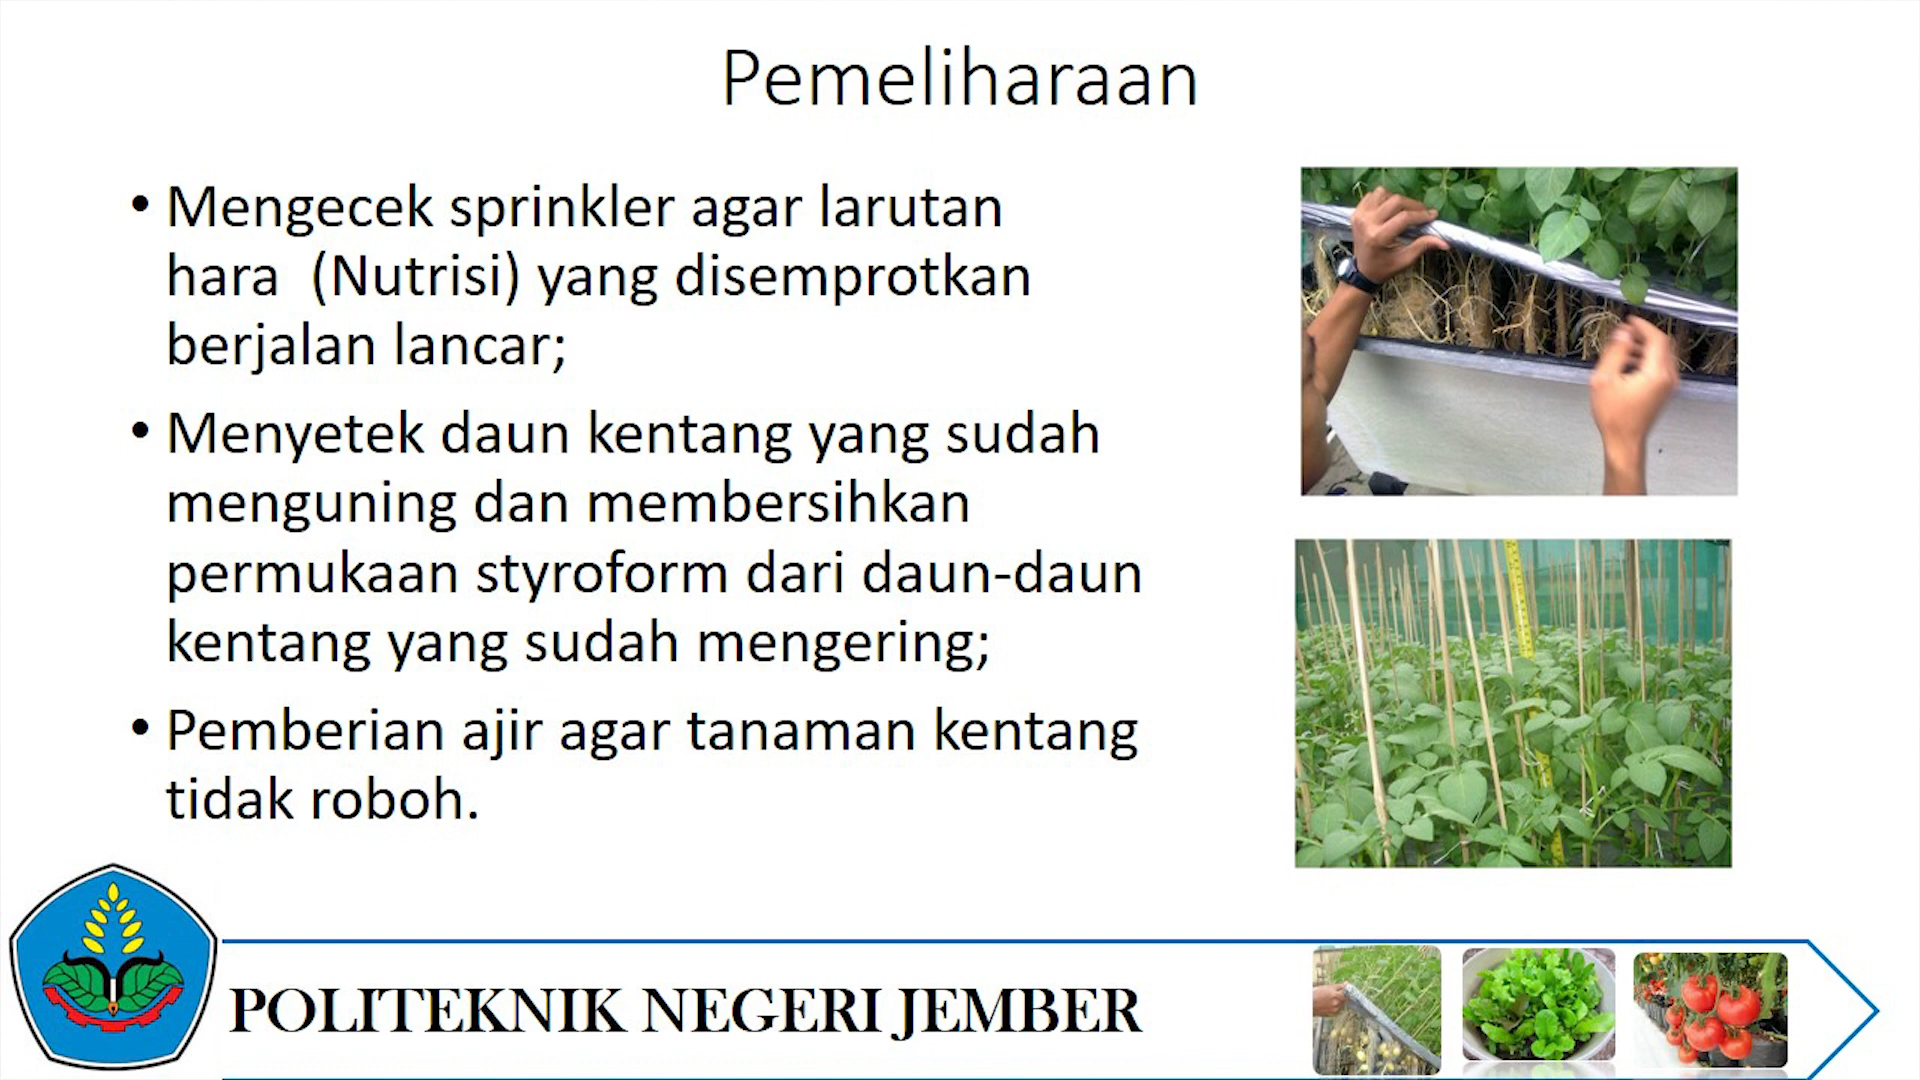 Pemeliharaan
• Mengecek sprinkler agar larutan
hara  (Nutrisi) yang disemprotkan
berjalan lancar;
• Menyetek daun kentang yang sudah
menguning dan membersihkan
permukaan styroform dari daun-daun
kentang yang sudah mengering;
• Pemberian ajir agar tanaman kentang
tidak roboh.
POLITEKNIK NEGERI JEMBER